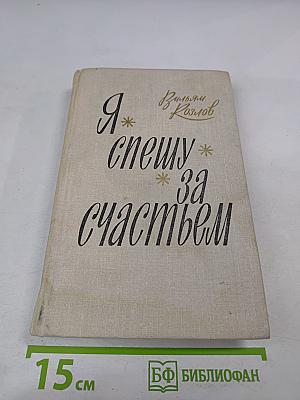 Вильям
Козлов
Я
спешу
за
счастьем
15 см
БФ БИБЛИОФАН